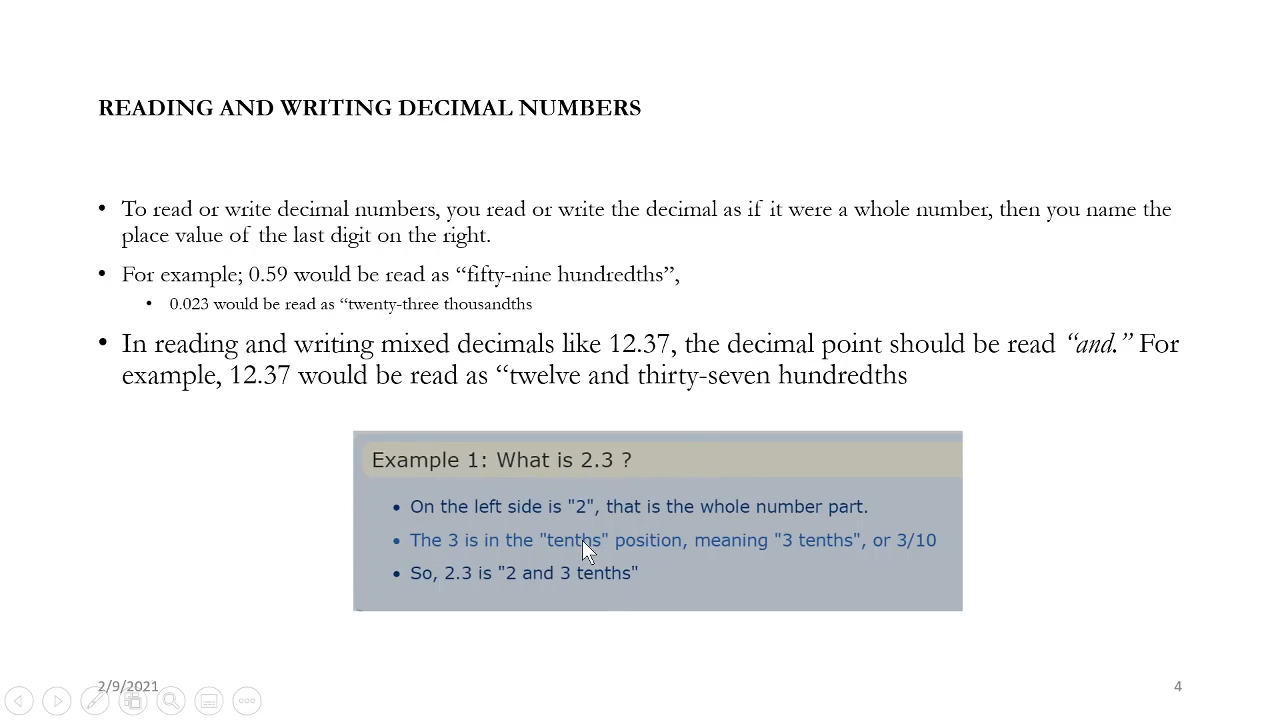 READING AND WRITING DECIMAL NUMBERS
• To read or write decimal numbers, you read or write the decimal as if it were a whole number, then you name the
place value of the last digit on the right.
• For example; 0.59 would be read as “fifty-nine hundredths”,
• 0.023 would be read as “twenty-three thousandths
• In reading and writing mixed decimals like 12.37, the decimal point should be read “and.” For
example, 12.37 would be read as “twelve and thirty-seven hundredths
Example 1: What is 2.3 ?
• On the left side is "2", that is the whole number part.
• The 3 is in the "tenths" position, meaning "3 tenths", or 3/10
• So, 2.3 is "2 and 3 tenths"
2/9/2021
4